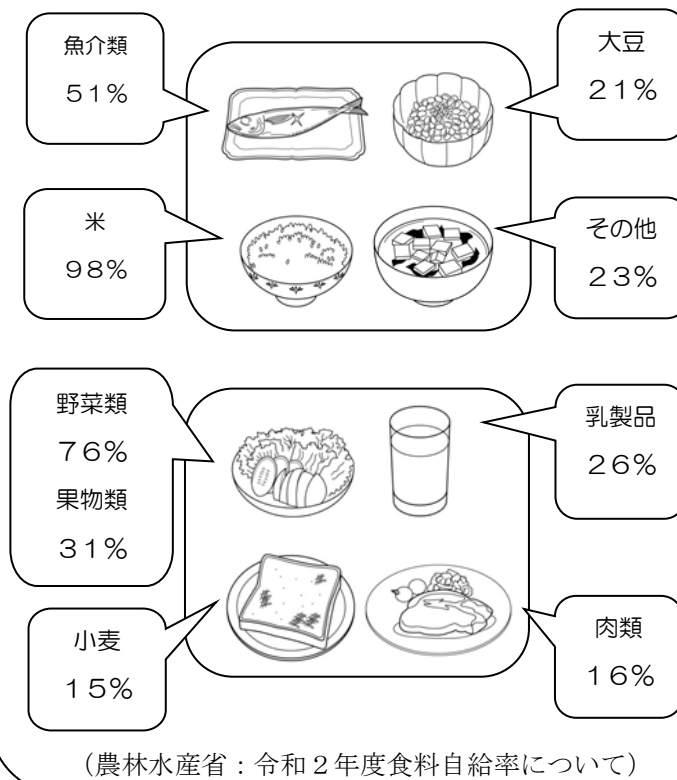 魚介類
５１%
大豆
２１%
米
９８%
その他
２３%
野菜類
７６%
果物類
３１%
乳製品
２６%
小麦
１５%
肉類
１６%
（農林水産省：令和２年度食料自給率について）